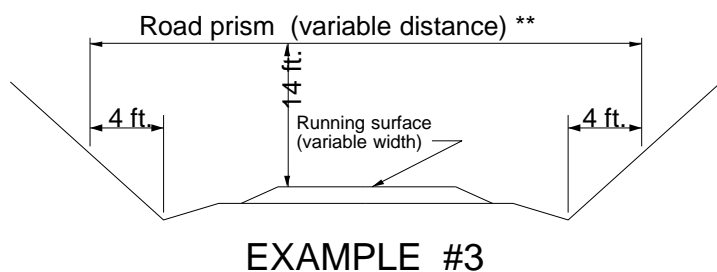 Road prism (variable distance) **
14 ft.
4 ft.
Running surface
(variable width)
4 ft.
EXAMPLE #3